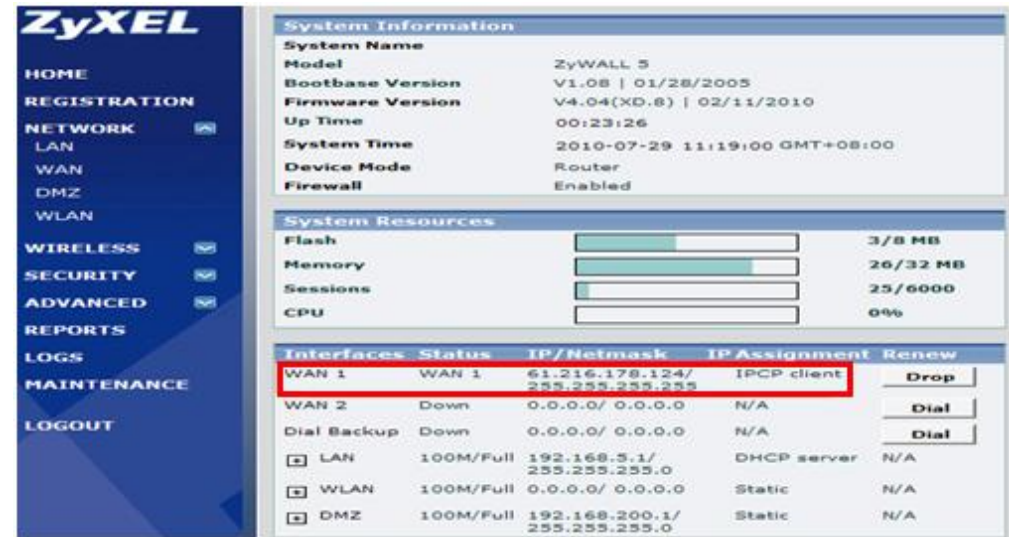 ZyXEL
HOME
REGISTRATION
NETWORK
LAN
WAN
DMZ
WLAN
WIRELESS
SECURITY
ADVANCED
REPORTS
LOGS
MAINTENANCE
LOGOUT
System Information
System Name
Model ZyWALL 5
Bootbase Version V1.08 | 01/28/2005
Firmware Version V4.04(XD.8) | 02/11/2010
Up Time 00:23:26
System Time 2010-07-29 11:19:00 GMT+08:00
Device Mode Router
Firewall Enabled
System Resources
Flash 3/8 MB
Memory 26/32 MB
Sessions 25/6000
CPU 0%
Interfaces Status IP/Netmask IP Assignment Renew
WAN 1 WAN 1 61.216.178.124/ IPCP client Drop
255.255.255.255
WAN 2 Down 0.0.0.0/ 0.0.0.0 N/A Dial
Dial Backup Down 0.0.0.0/ 0.0.0.0 N/A Dial
LAN 100M/Full 192.168.5.1/ DHCP server N/A
255.255.255.0
WLAN 100M/Full 0.0.0.0/ 0.0.0.0 Static N/A
DMZ 100M/Full 192.168.200.1/ Static N/A
255.255.255.0